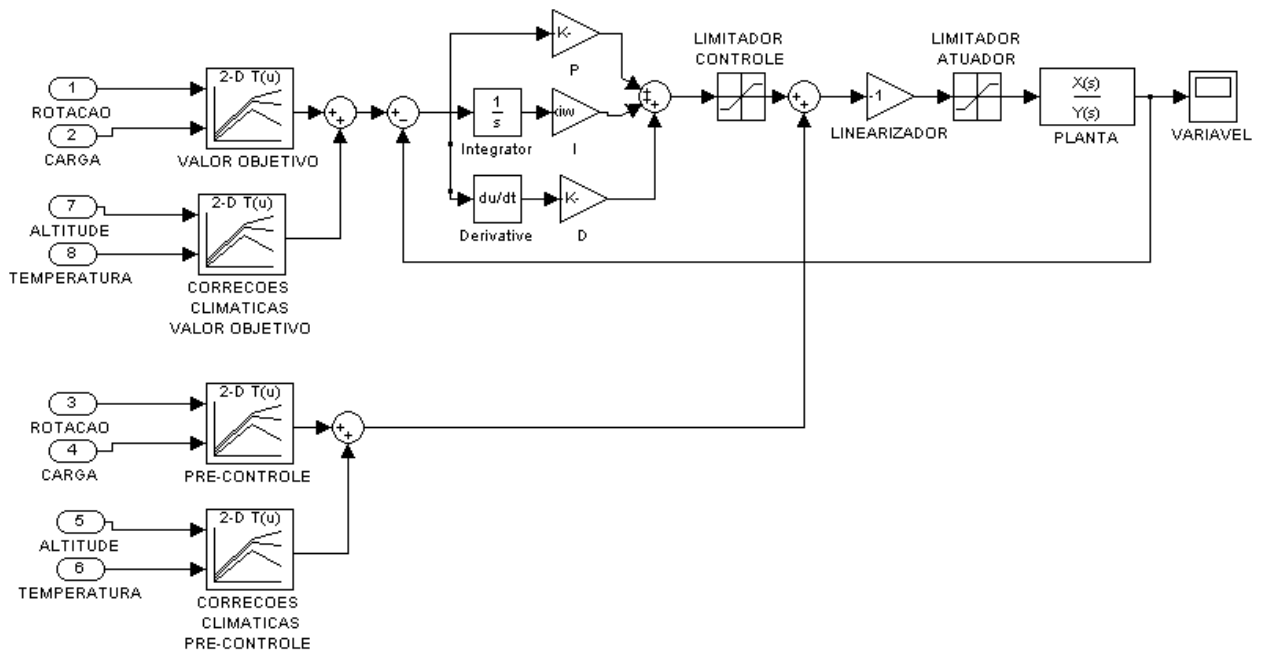 1
ROTACAO
2
CARGA
2-D T(u)
VALOR OBJETIVO
7
ALTITUDE
8
TEMPERATURA
2-D T(u)
CORRECOES
CLIMATICAS
VALOR OBJETIVO
+
+
+
−
K-
P
1
s
Integrator
I
du/dt
Derivative
K-
D
+
+
+
LIMITADOR
CONTROLE
+
+
-1
LINEARIZADOR
LIMITADOR
ATUADOR
X(s)
Y(s)
PLANTA
VARIAVEL
3
ROTACAO
4
CARGA
2-D T(u)
PRE-CONTROLE
+
+
5
ALTITUDE
6
TEMPERATURA
2-D T(u)
CORRECOES
CLIMATICAS
PRE-CONTROLE